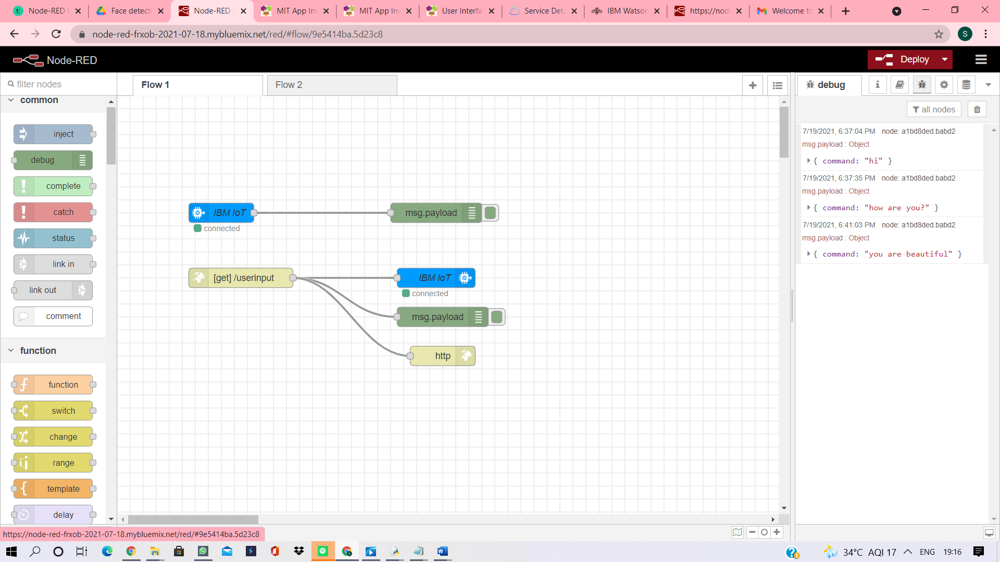 Node-RED
Face detecti
Node-RED
MIT App Inv
MIT App Inv
User Interfa
Service Deta
IBM Watson
https://node
Welcome to
node-red-frxob-2021-07-18.mybluemix.net/red/#flow/9e5414ba.5d23c8
S
Node-RED
Deploy
filter nodes
Flow 1
Flow 2
debug
i
all nodes
common
inject
debug
complete
catch
status
link in
link out
comment
function
function
switch
change
range
template
delay
IBM IoT
connected
msg.payload
[get] /userinput
IBM IoT
connected
msg.payload
http
7/19/2021, 6:37:04 PM node: a1bd8ded.babd2
msg.payload : Object
{ command: "hi" }
7/19/2021, 6:37:35 PM node: a1bd8ded.babd2
msg.payload : Object
{ command: "how are you?" }
7/19/2021, 6:41:03 PM node: a1bd8ded.babd2
msg.payload : Object
{ command: "you are beautiful" }
https://node-red-frxob-2021-07-18.mybluemix.net/red/#9e5414ba.5d23c8
34°C AQI 17
ENG
19:16